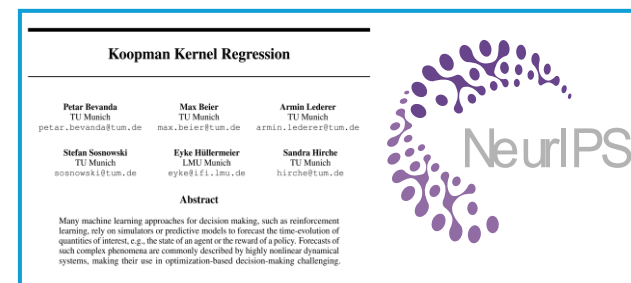 Koopman Kernel Regression
Petar Bevanda Max Beier Armin Lederer
TU Munich TU Munich TU Munich
petar.bevanda@tum.de max.beier@tum.de armin.lederer@tum.de
Stefan Sosnowski Eyke Hüllermeier Sandra Hirche
TU Munich LMU Munich TU Munich
sosnowski@tum.de eyke@ifi.lmu.de hirche@tum.de
Abstract
Many machine learning approaches for decision making, such as reinforcement
learning, rely on simulators or predictive models to forecast the time-evolution of
quantities of interest, e.g., the state of an agent or the reward of a policy. Forecasts of
such complex phenomena are commonly described by highly nonlinear dynamical
systems, making their use in optimization-based decision-making challenging.
NeurIPS